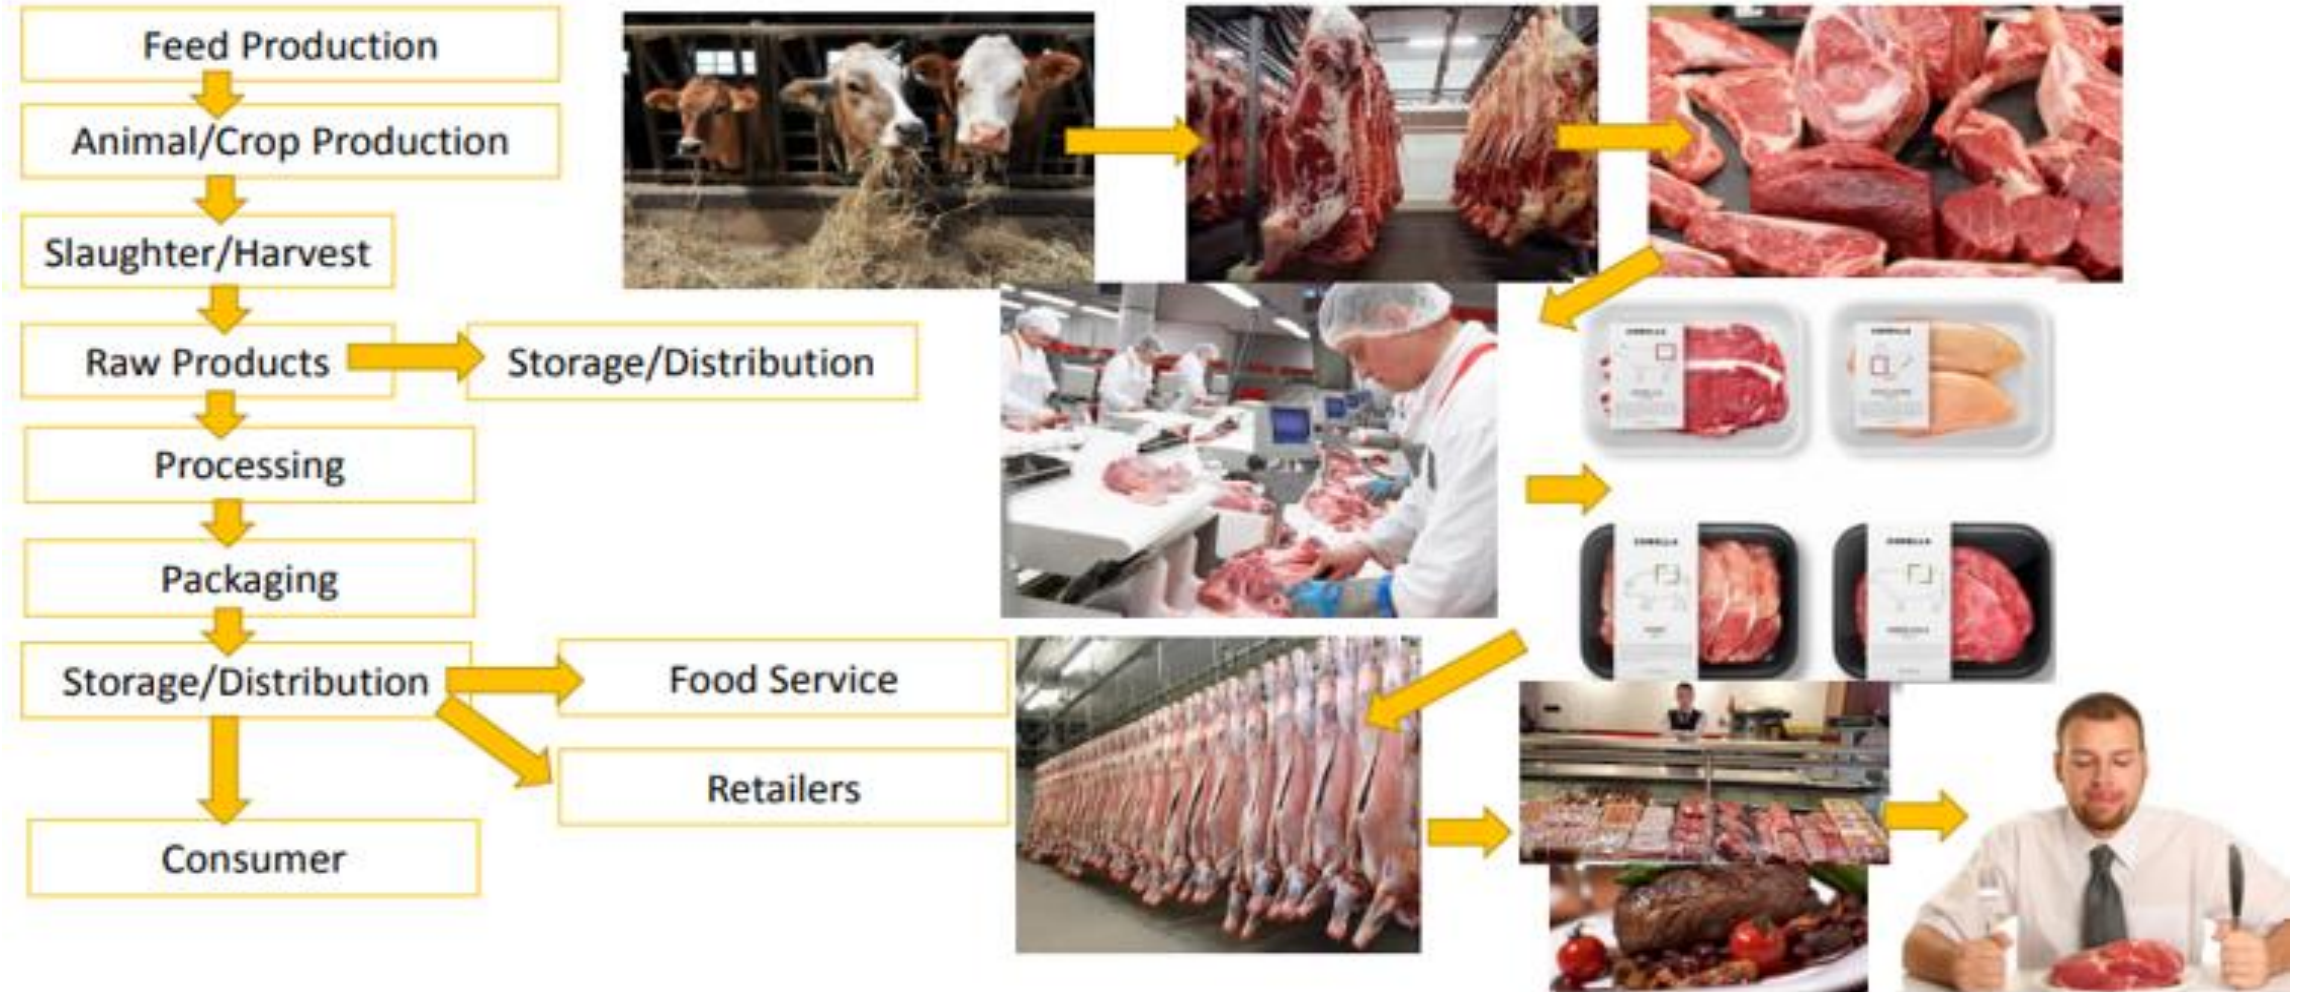 Feed Production
Animal/Crop Production
Slaughter/Harvest
Raw Products
Storage/Distribution
Processing
Packaging
Storage/Distribution
Food Service
Retailers
Consumer